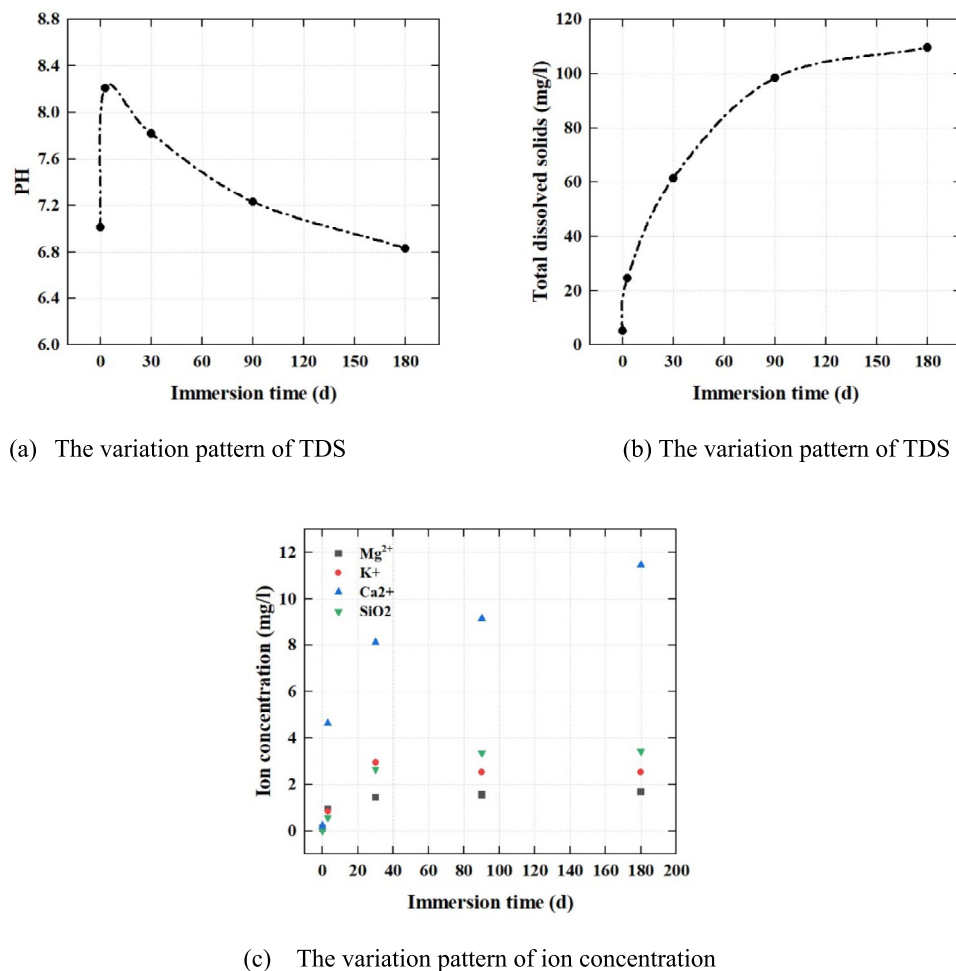 8.8
8.4
8.0
7.6
7.2
6.8
6.4
6.0
PH
0 30 60 90 120 150 180
Immersion time (d)
120
100
80
60
40
20
0
Total dissolved solids (mg/l)
0 30 60 90 120 150 180
Immersion time (d)
(a) The variation pattern of TDS
(b) The variation pattern of TDS
12
10
8
6
4
2
0
Ion concentration (mg/l)
Mg²⁺
K+
Ca2+
SiO2
0 20 40 60 80 100 120 140 160 180 200
Immersion time (d)
(c) The variation pattern of ion concentration